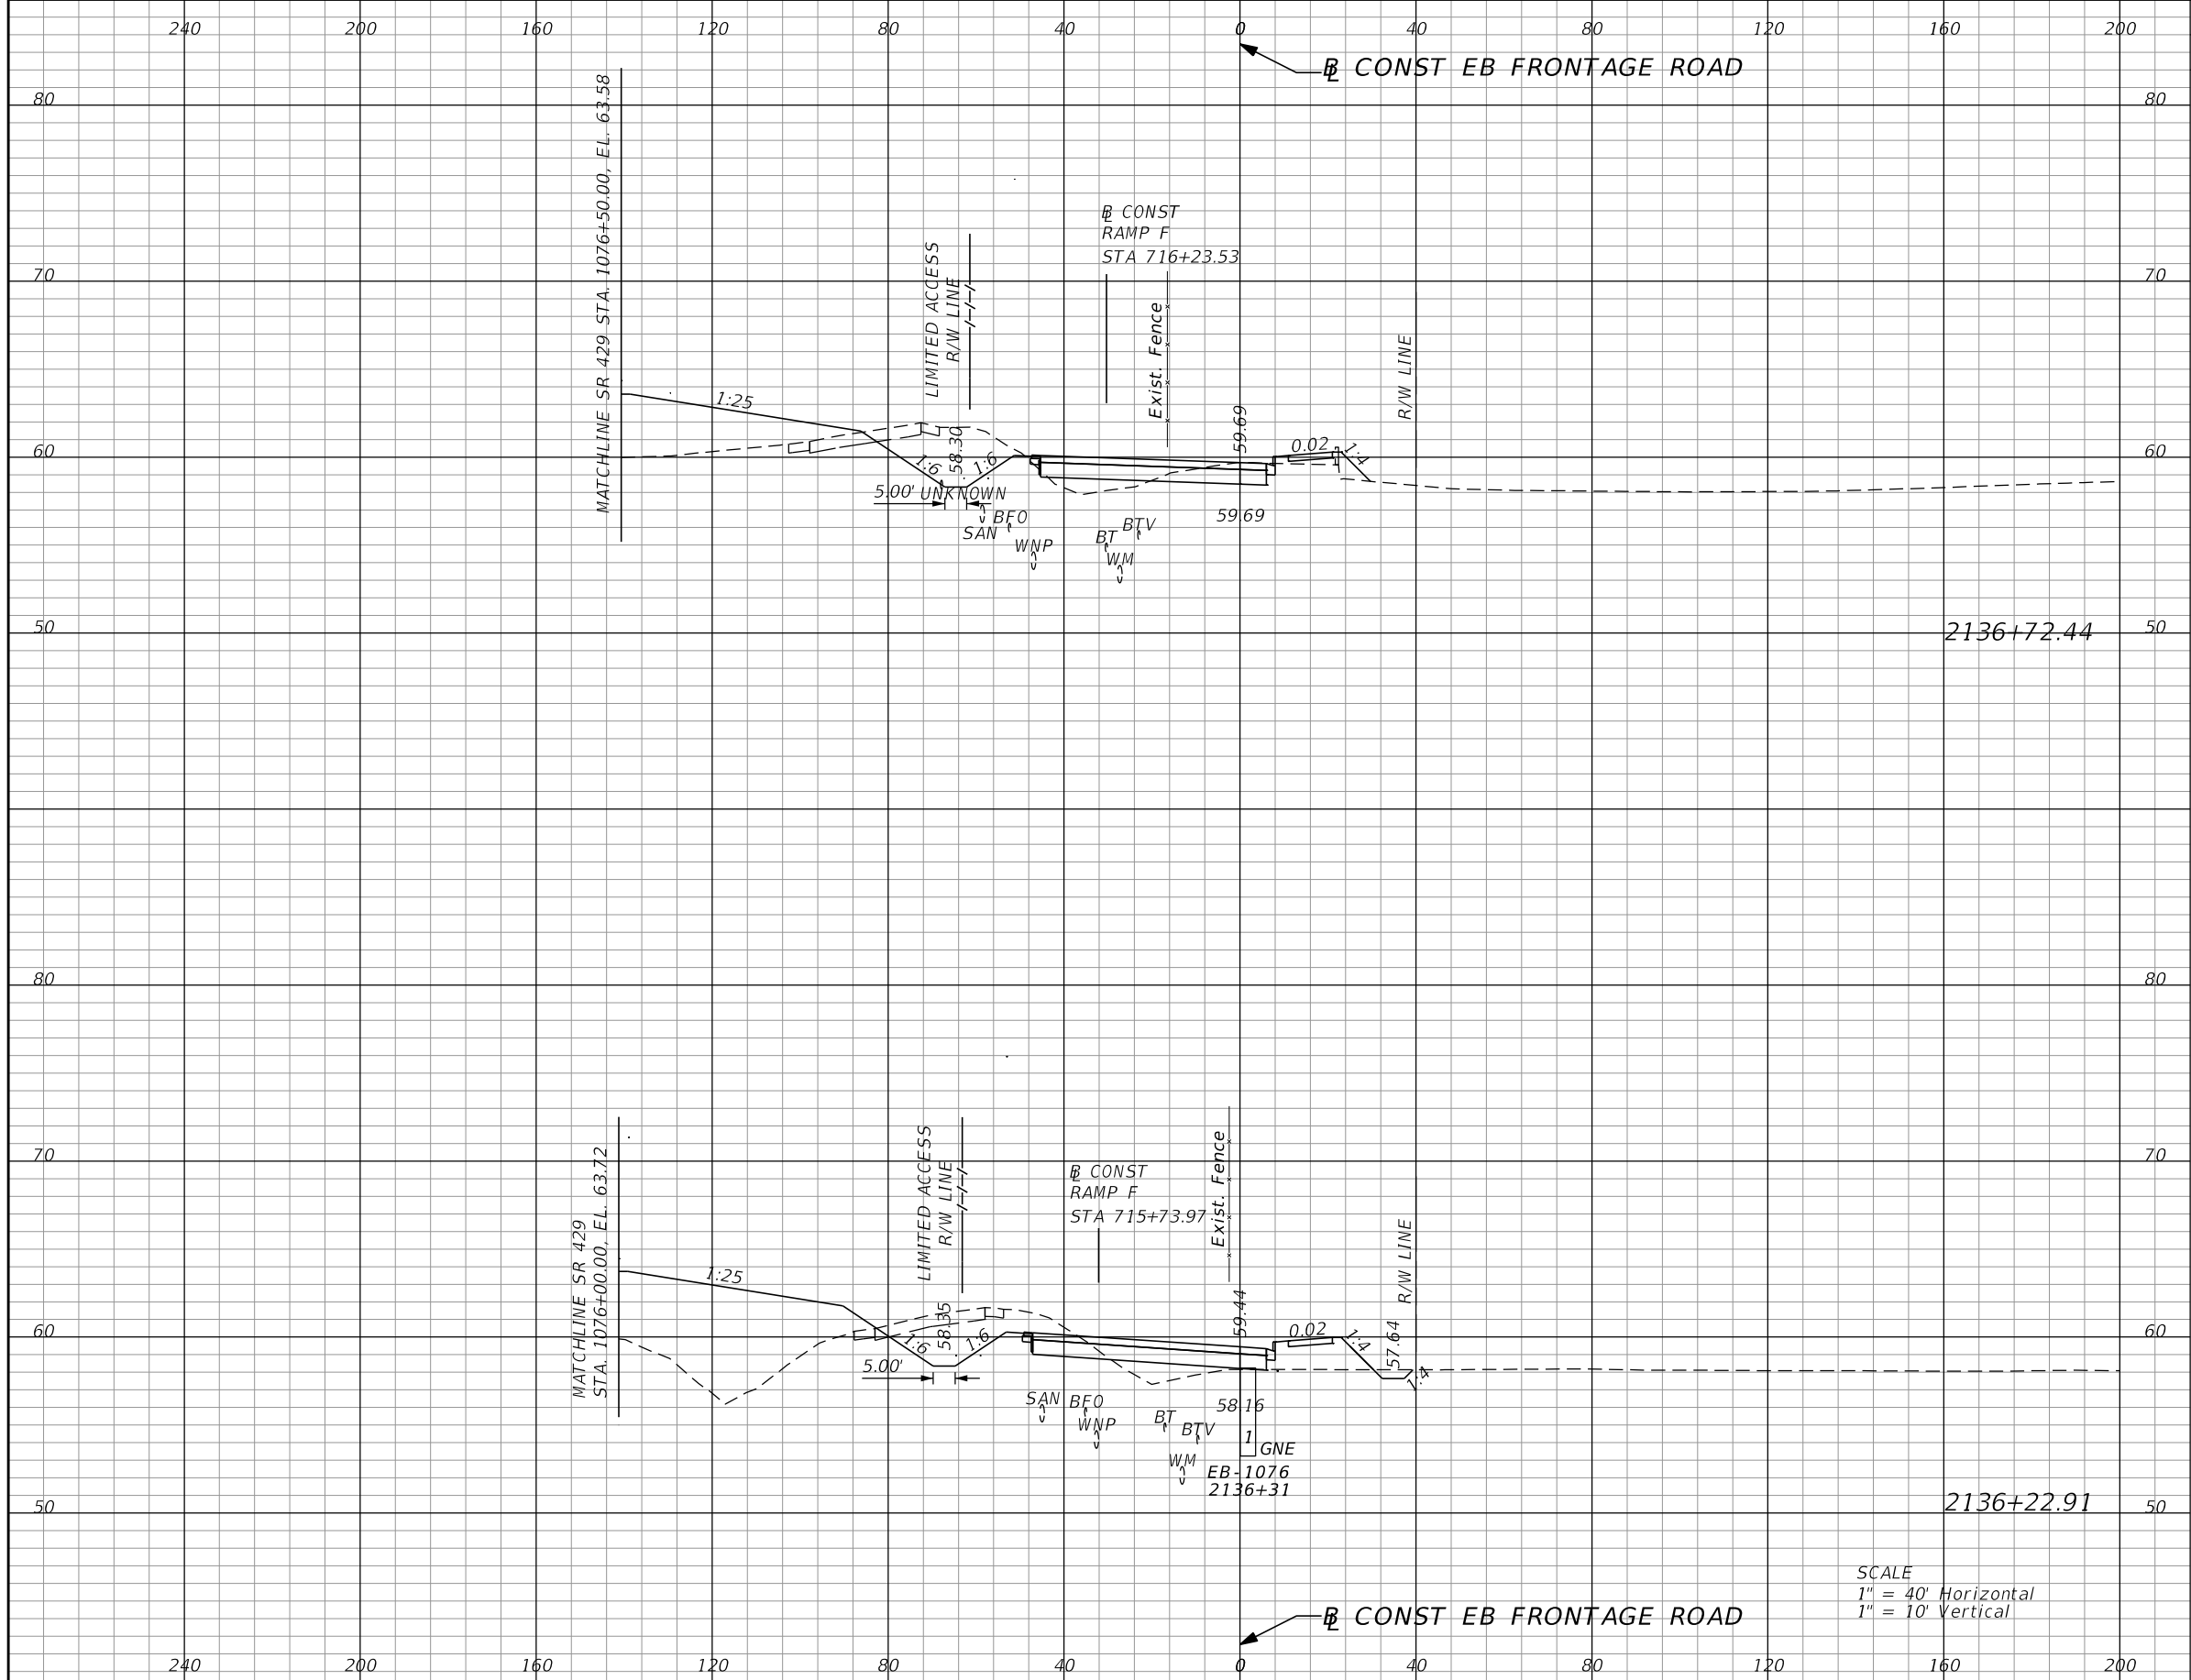 240 200 160 120 80 40 0 40 80 120 160 200
BL CONST EB FRONTAGE ROAD
80 80
MATCHLINE SR 429 STA. 1076+50.00, EL. 63.58
BL CONST
RAMP F
STA 716+23.53
LIMITED ACCESS
R/W LINE
70 70
Exist. Fence
R/W LINE
1:25
59.69
60 60
1:6
58.30
1:6
0.02
1:4
5.00' UNKNOWN
SAN
BFO
WNP
BT
BTV
WM
59.69
50 50
2136+72.44
80 80
MATCHLINE SR 429
STA. 1076+00.00, EL. 63.72
LIMITED ACCESS
R/W LINE
70 70
BL CONST
RAMP F
STA 715+73.97
Exist. Fence
R/W LINE
1:25
59.44
60 60
1:6
58.35
1:6
0.02
1:4
57.64
1:4
5.00'
SAN
BFO
WNP
BT
BTV
WM
58.16
1
GNE
EB-1076
2136+31
50 50
2136+22.91
SCALE
1" = 40' Horizontal
1" = 10' Vertical
BL CONST EB FRONTAGE ROAD
240 200 160 120 80 40 0 40 80 120 160 200